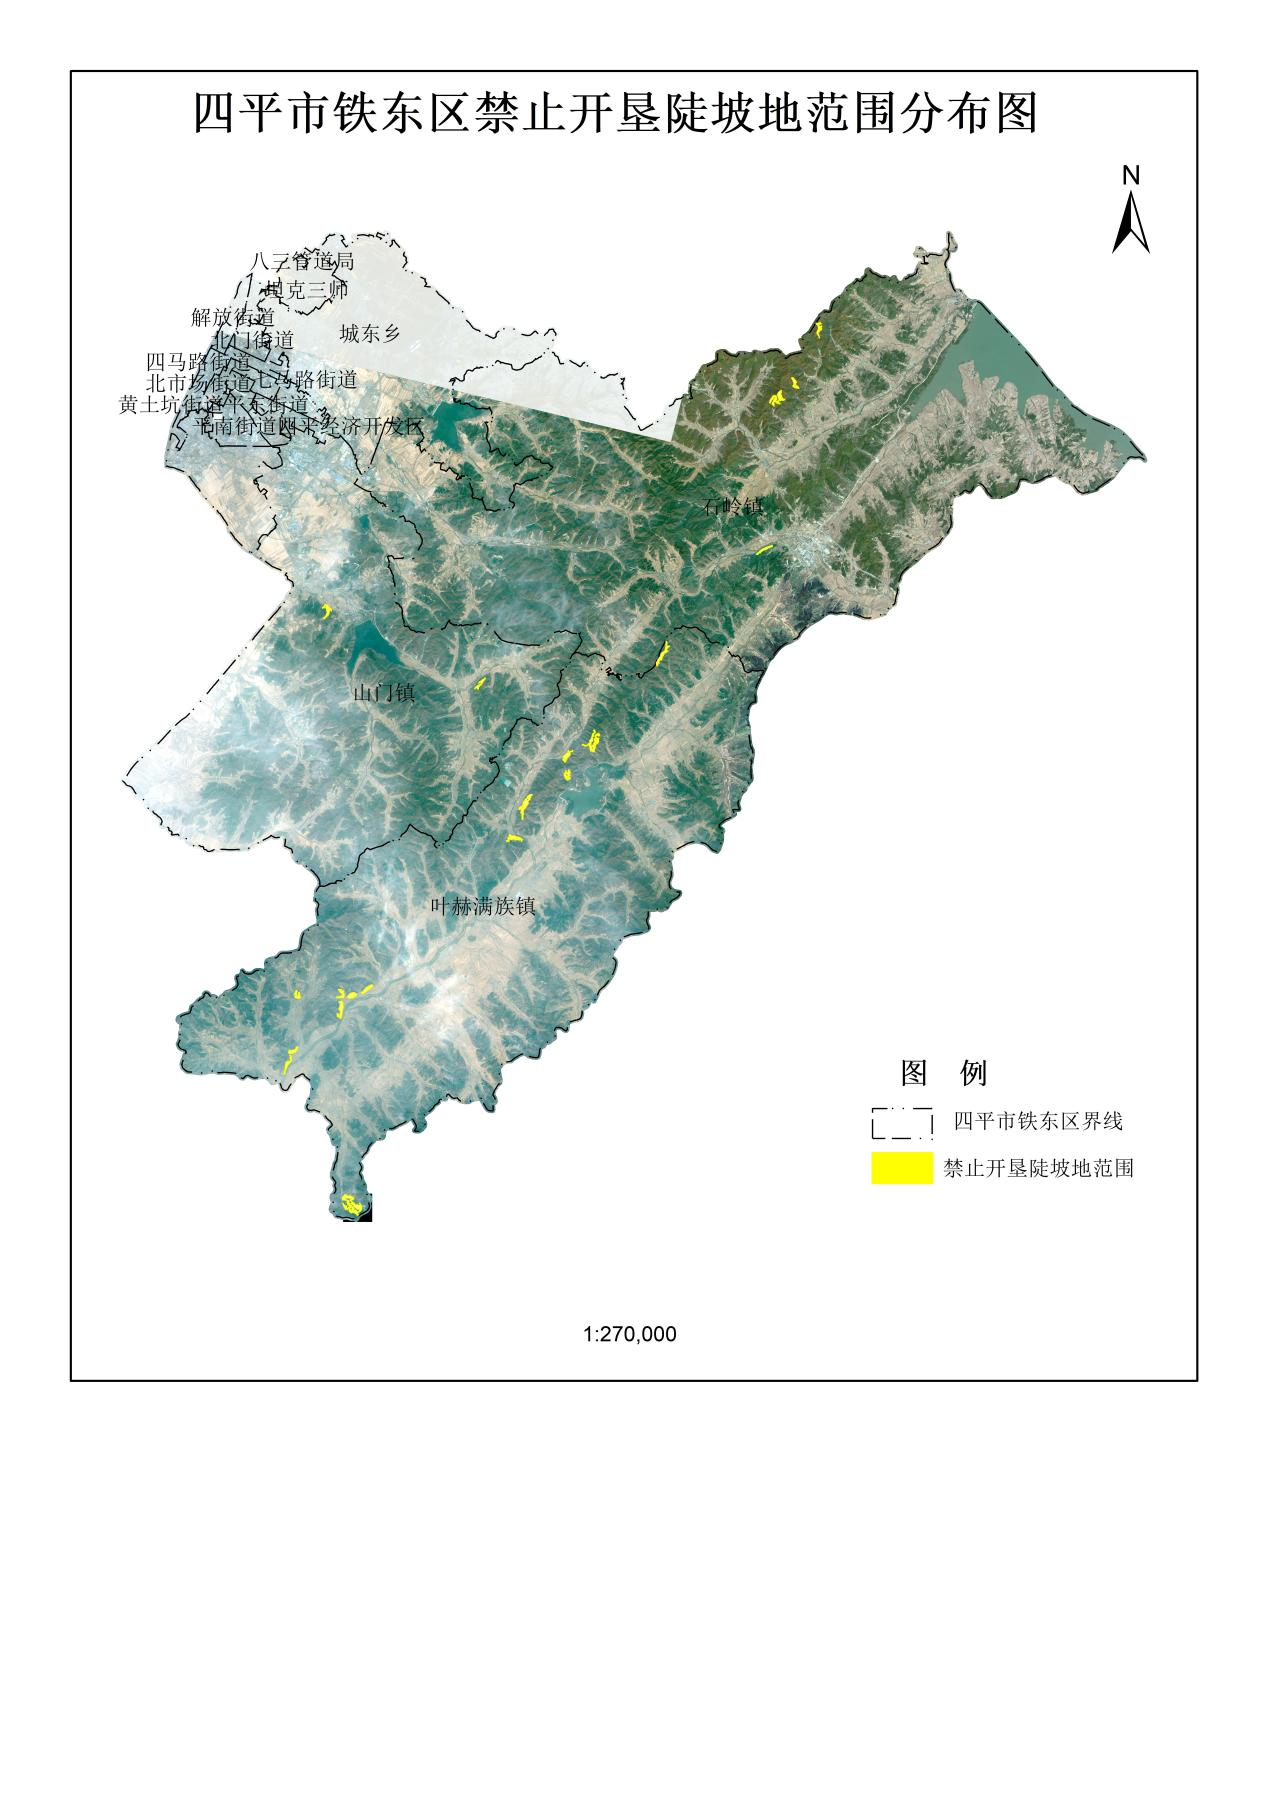 四平市铁东区禁止开垦陡坡地范围分布图
N
八三管道局
坦克三师
解放街道
城东乡
北门街道
四马路街道
北市场街道七马路街道
黄土坑街道平东街道
平南街道四平经济开发区
石岭镇
山门镇
叶赫满族镇
图 例
四平市铁东区界线
禁止开垦陡坡地范围
1:270,000